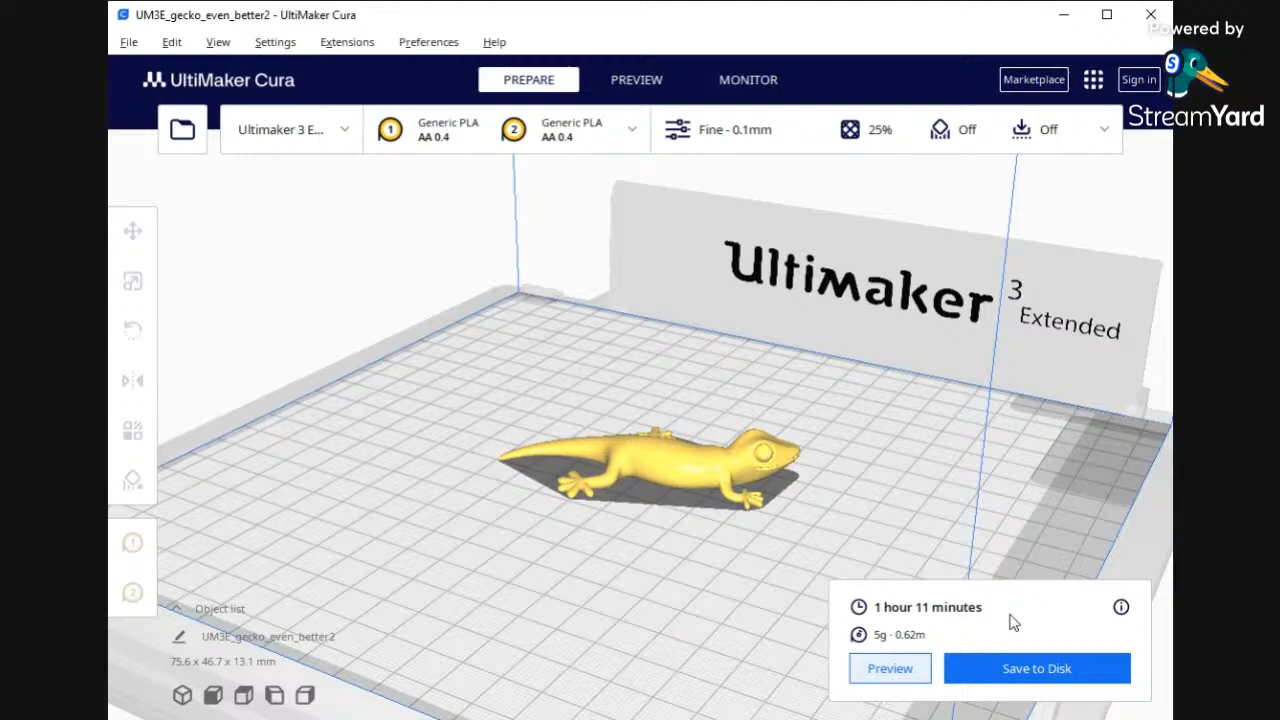 UM3E_gecko_even_better2 - UltiMaker Cura
Powered by
StreamYard
File Edit View Settings Extensions Preferences Help
UltiMaker Cura
PREPARE PREVIEW MONITOR
Marketplace
Sign in
Ultimaker 3 E...
1 Generic PLA
AA 0.4
2 Generic PLA
AA 0.4
Fine - 0.1mm
25%
Off
Off
Ultimaker 3
Extended
1
2
Object list
UM3E_gecko_even_better2
75.6 x 46.7 x 13.1 mm
1 hour 11 minutes
5g · 0.62m
Preview
Save to Disk